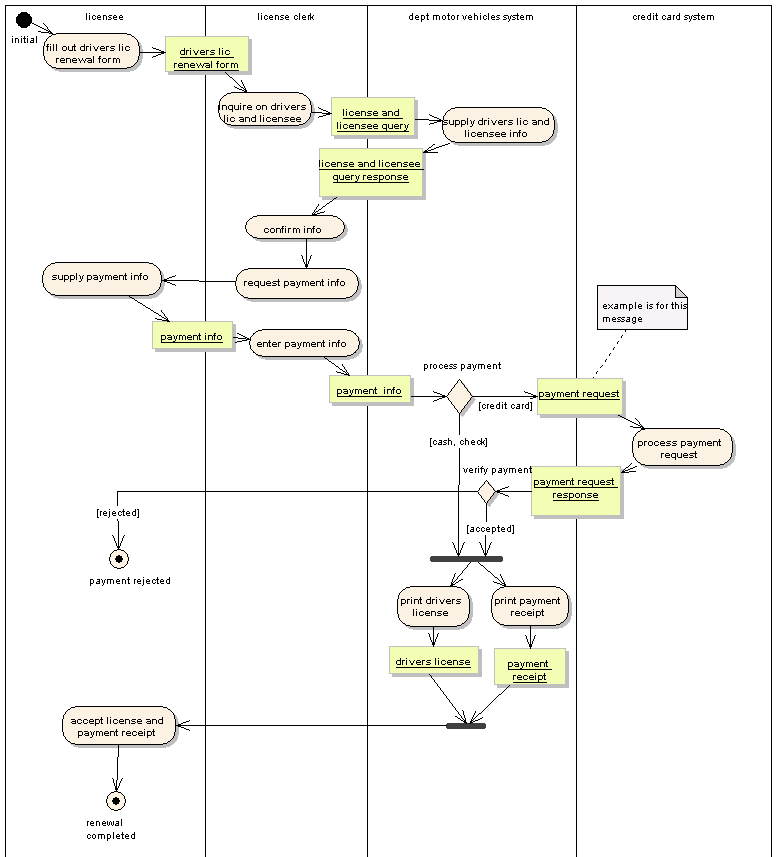 licensee
license clerk
dept motor vehicles system
credit card system
initial
fill out drivers lic
renewal form
drivers lic
renewal form
inquire on drivers
lic and licensee
license and
licensee query
supply drivers lic and
licensee info
license and licensee
query response
confirm info
supply payment info
request payment info
example is for this
message
payment info
enter payment info
process payment
payment info
[credit card]
payment request
[cash, check]
process payment
request
verify payment
payment request
response
[rejected]
[accepted]
payment rejected
print drivers
license
print payment
receipt
drivers license
payment
receipt
accept license and
payment receipt
renewal
completed